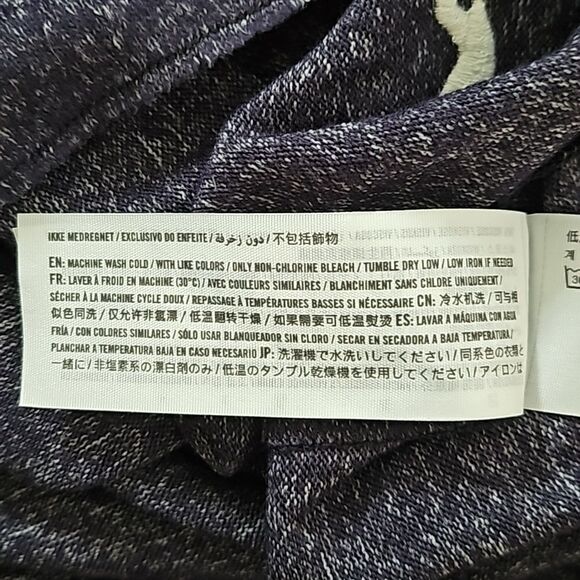 IKKE MEDREGNET / EXCLUSIVO DO ENFEITE / دون زخرفة / 不包括飾物
EN: MACHINE WASH COLD / WITH LIKE COLORS / ONLY NON-CHLORINE BLEACH / TUMBLE DRY LOW / LOW IRON IF NEEDED
FR: LAVER À FROID EN MACHINE (30°C) / AVEC COULEURS SIMILAIRES / BLANCHIMENT SANS CHLORE UNIQUEMENT /
SÉCHER À LA MACHINE CYCLE DOUX / REPASSAGE À TEMPÉRATURES BASSES SI NÉCESSAIRE CN: 冷水机洗 / 可与相
似色同洗 / 仅允许非氯漂 / 低温翻转干燥 / 如果需要可低温熨烫 ES: LAVAR A MÁQUINA CON AGUA
FRÍA / CON COLORES SIMILARES / SÓLO USAR BLANQUEADOR SIN CLORO / SECAR EN SECADORA A BAJA TEMPERATURA /
PLANCHAR A TEMPERATURA BAJA EN CASO NECESARIO JP: 洗濯機で水洗いしてください / 同系色の衣類と
一緒に / 非塩素系の漂白剤のみ / 低温のタンブル乾燥機を使用してください / アイロンは
低
계
30